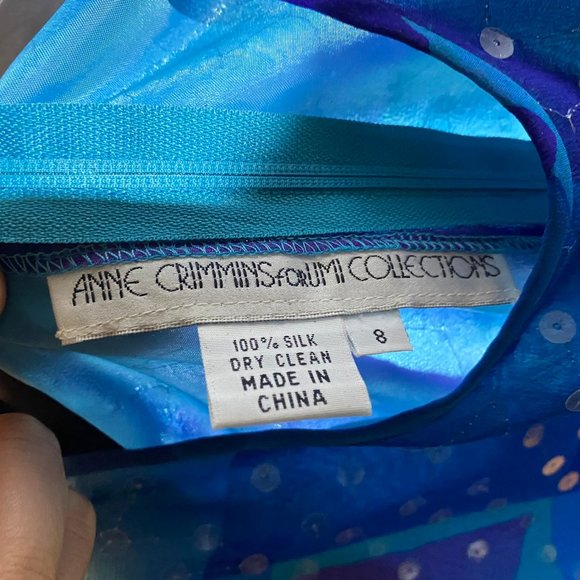 ANNE CRIMMINS FOR UMI COLLECTIONS
8
100% SILK
DRY CLEAN
MADE IN
CHINA